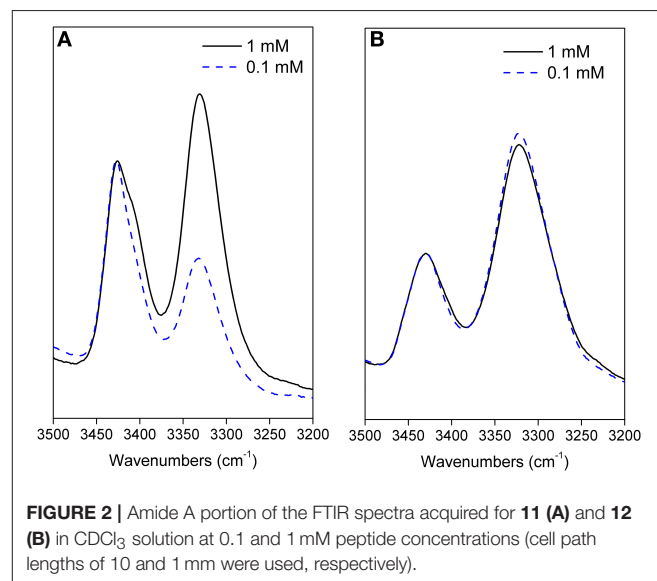 A
1 mM
0.1 mM
3500 3450 3400 3350 3300 3250 3200
Wavenumbers (cm⁻¹)
B
1 mM
0.1 mM
3500 3450 3400 3350 3300 3250 3200
Wavenumbers (cm⁻¹)
FIGURE 2 | Amide A portion of the FTIR spectra acquired for 11 (A) and 12
(B) in CDCl₃ solution at 0.1 and 1 mM peptide concentrations (cell path
lengths of 10 and 1 mm were used, respectively).